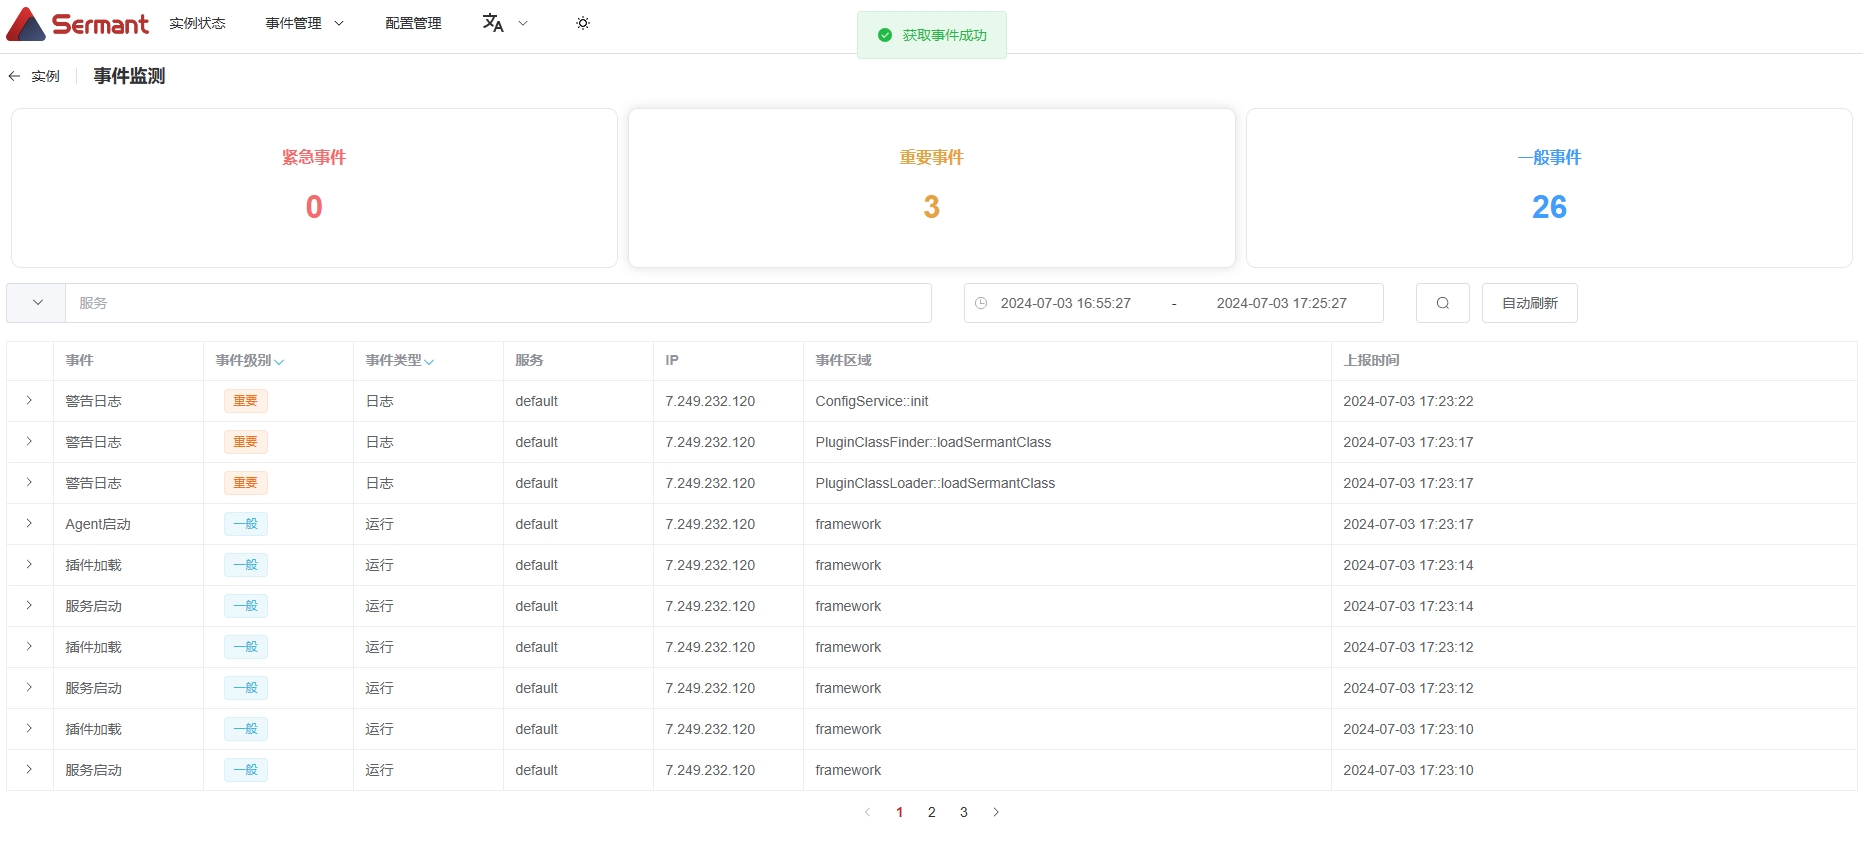 Sermant 实例状态 事件管理 配置管理 文A
获取事件成功
实例 事件监测
紧急事件 重要事件 一般事件
0 3 26
服务 2024-07-03 16:55:27 - 2024-07-03 17:25:27 自动刷新
事件 事件级别 事件类型 服务 IP 事件区域 上报时间
警告日志 重要 日志 default 7.249.232.120 ConfigService::init 2024-07-03 17:23:22
警告日志 重要 日志 default 7.249.232.120 PluginClassFinder::loadSermantClass 2024-07-03 17:23:17
警告日志 重要 日志 default 7.249.232.120 PluginClassLoader::loadSermantClass 2024-07-03 17:23:17
Agent启动 一般 运行 default 7.249.232.120 framework 2024-07-03 17:23:17
插件加载 一般 运行 default 7.249.232.120 framework 2024-07-03 17:23:14
服务启动 一般 运行 default 7.249.232.120 framework 2024-07-03 17:23:14
插件加载 一般 运行 default 7.249.232.120 framework 2024-07-03 17:23:12
服务启动 一般 运行 default 7.249.232.120 framework 2024-07-03 17:23:12
插件加载 一般 运行 default 7.249.232.120 framework 2024-07-03 17:23:10
服务启动 一般 运行 default 7.249.232.120 framework 2024-07-03 17:23:10
1 2 3